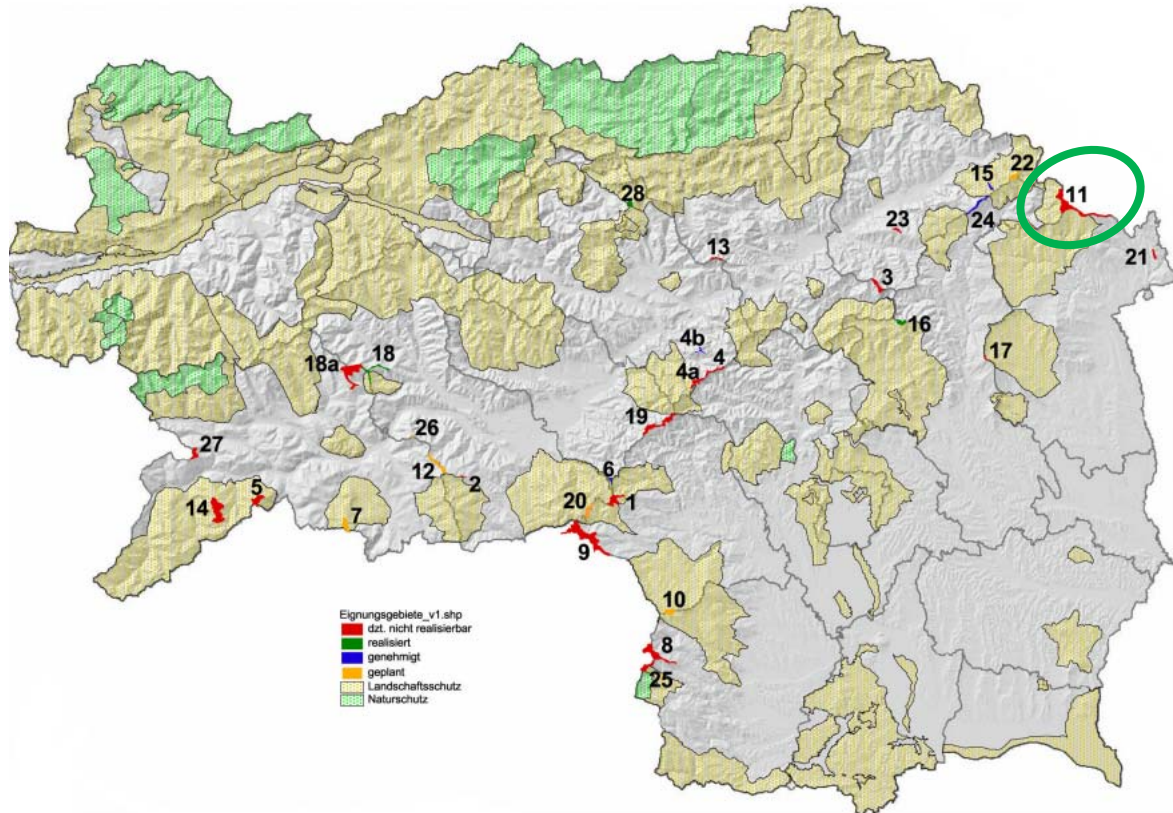 22
15
11
28
24
23
13
21
3
16
4b
18
17
18a
4
4a
19
26
27
6
12
2
5
1
20
14
7
9
10
Eignungsgebiete_v1.shp
dzt. nicht realisierbar
realisiert
8
genehmigt
geplant
25
Landschaftsschutz
Naturschutz